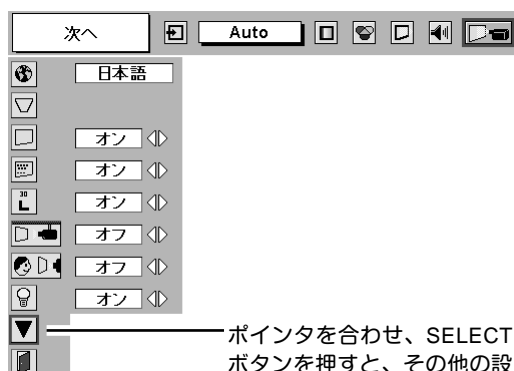 次へ
Auto
日本語
オン
オン
30
L
オン
オフ
オフ
オン
ポインタを合わせ、SELECT
ボタンを押すと、その他の設